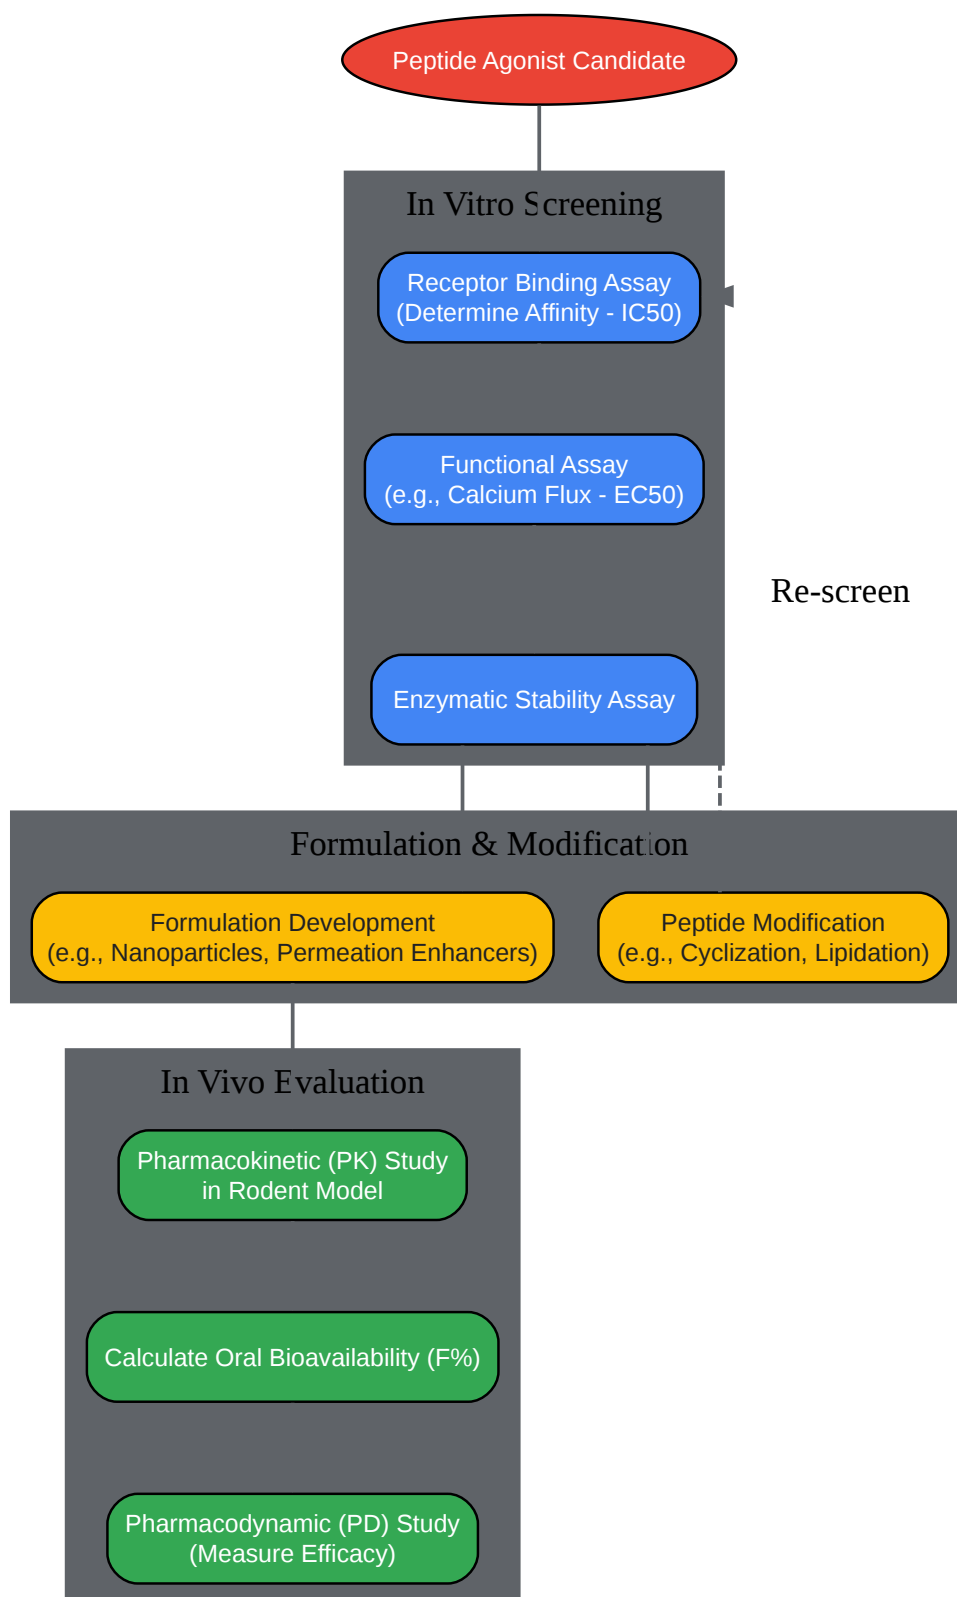 Peptide Agonist Candidate
In Vitro Screening
Receptor Binding Assay
(Determine Affinity - IC50)
Functional Assay
(e.g., Calcium Flux - EC50)
Re-screen
Enzymatic Stability Assay
Formulation & Modification
Formulation Development
(e.g., Nanoparticles, Permeation Enhancers)
Peptide Modification
(e.g., Cyclization, Lipidation)
In Vivo Evaluation
Pharmacokinetic (PK) Study
in Rodent Model
Calculate Oral Bioavailability (F%)
Pharmacodynamic (PD) Study
(Measure Efficacy)